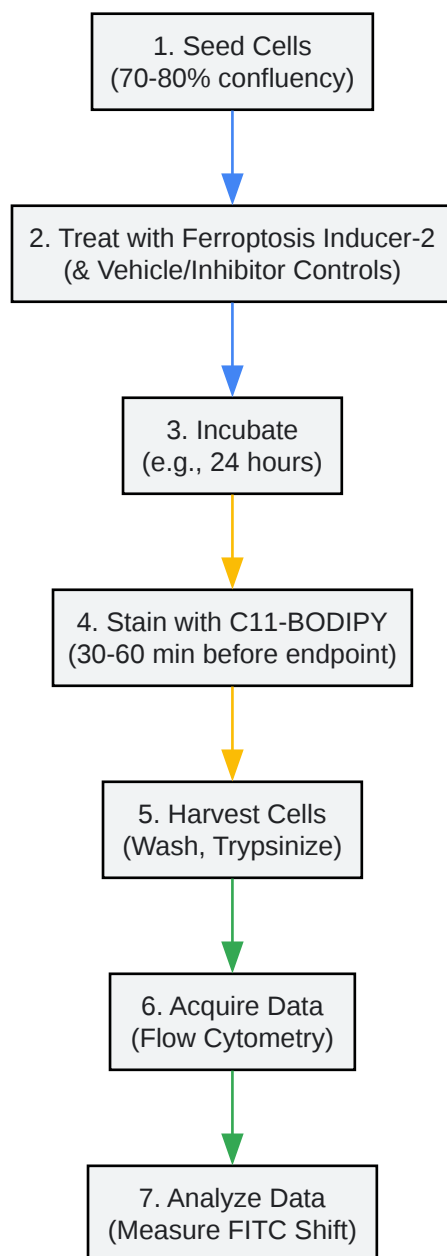 1. Seed Cells
(70-80% confluency)
2. Treat with Ferroptosis Inducer-2
(& Vehicle/Inhibitor Controls)
3. Incubate
(e.g., 24 hours)
4. Stain with C11-BODIPY
(30-60 min before endpoint)
5. Harvest Cells
(Wash, Trypsinize)
6. Acquire Data
(Flow Cytometry)
7. Analyze Data
(Measure FITC Shift)